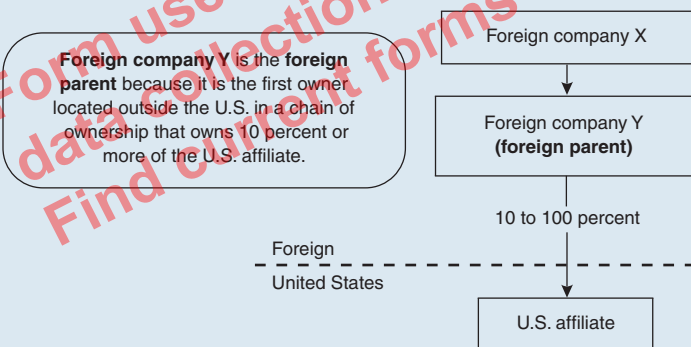 Form use
data collection
Find current forms
Foreign company Y is the foreign
parent because it is the first owner
located outside the U.S. in a chain of
ownership that owns 10 percent or
more of the U.S. affiliate.
Foreign company X
Foreign company Y
(foreign parent)
10 to 100 percent
Foreign
United States
U.S. affiliate